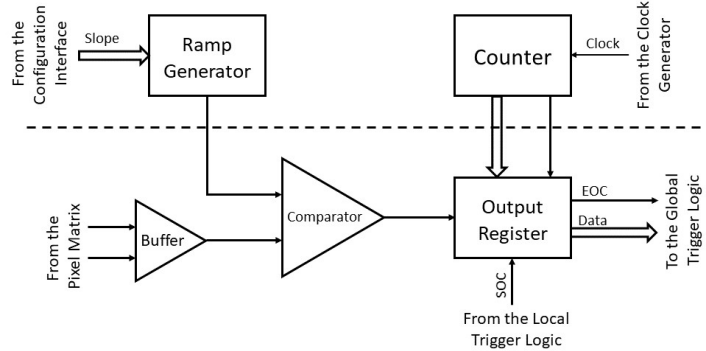 From the
Configuration
Interface
Slope
Ramp
Generator
Counter
Clock
From the Clock
Generator
From the
Pixel Matrix
Buffer
Comparator
Output
Register
EOC
Data
To the Global
Trigger Logic
SOC
From the Local
Trigger Logic